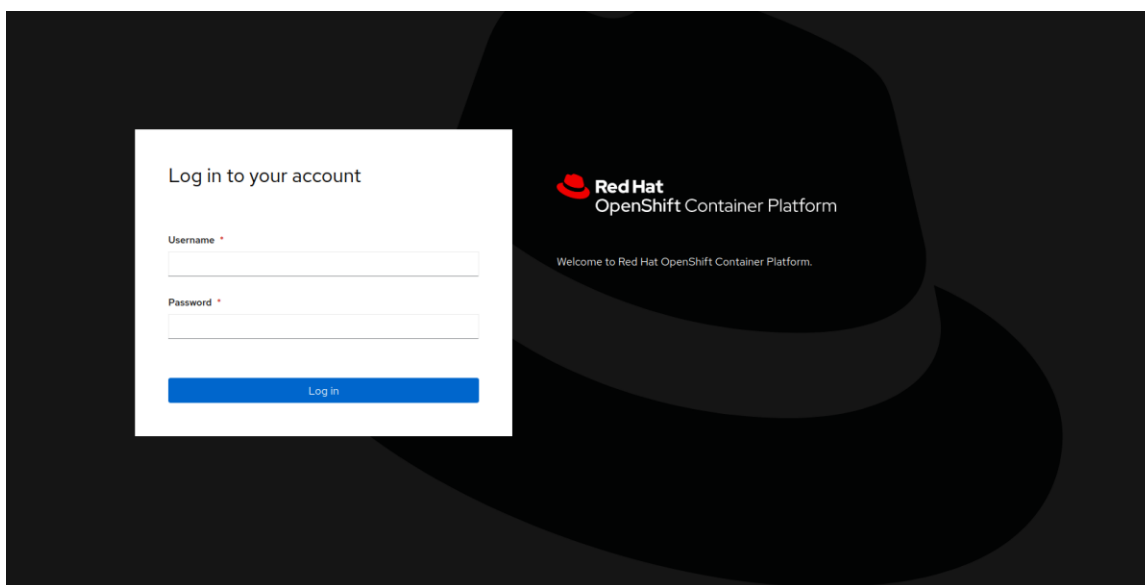 Log in to your account
Username *
Password *
Log in
Red Hat
OpenShift Container Platform
Welcome to Red Hat OpenShift Container Platform.